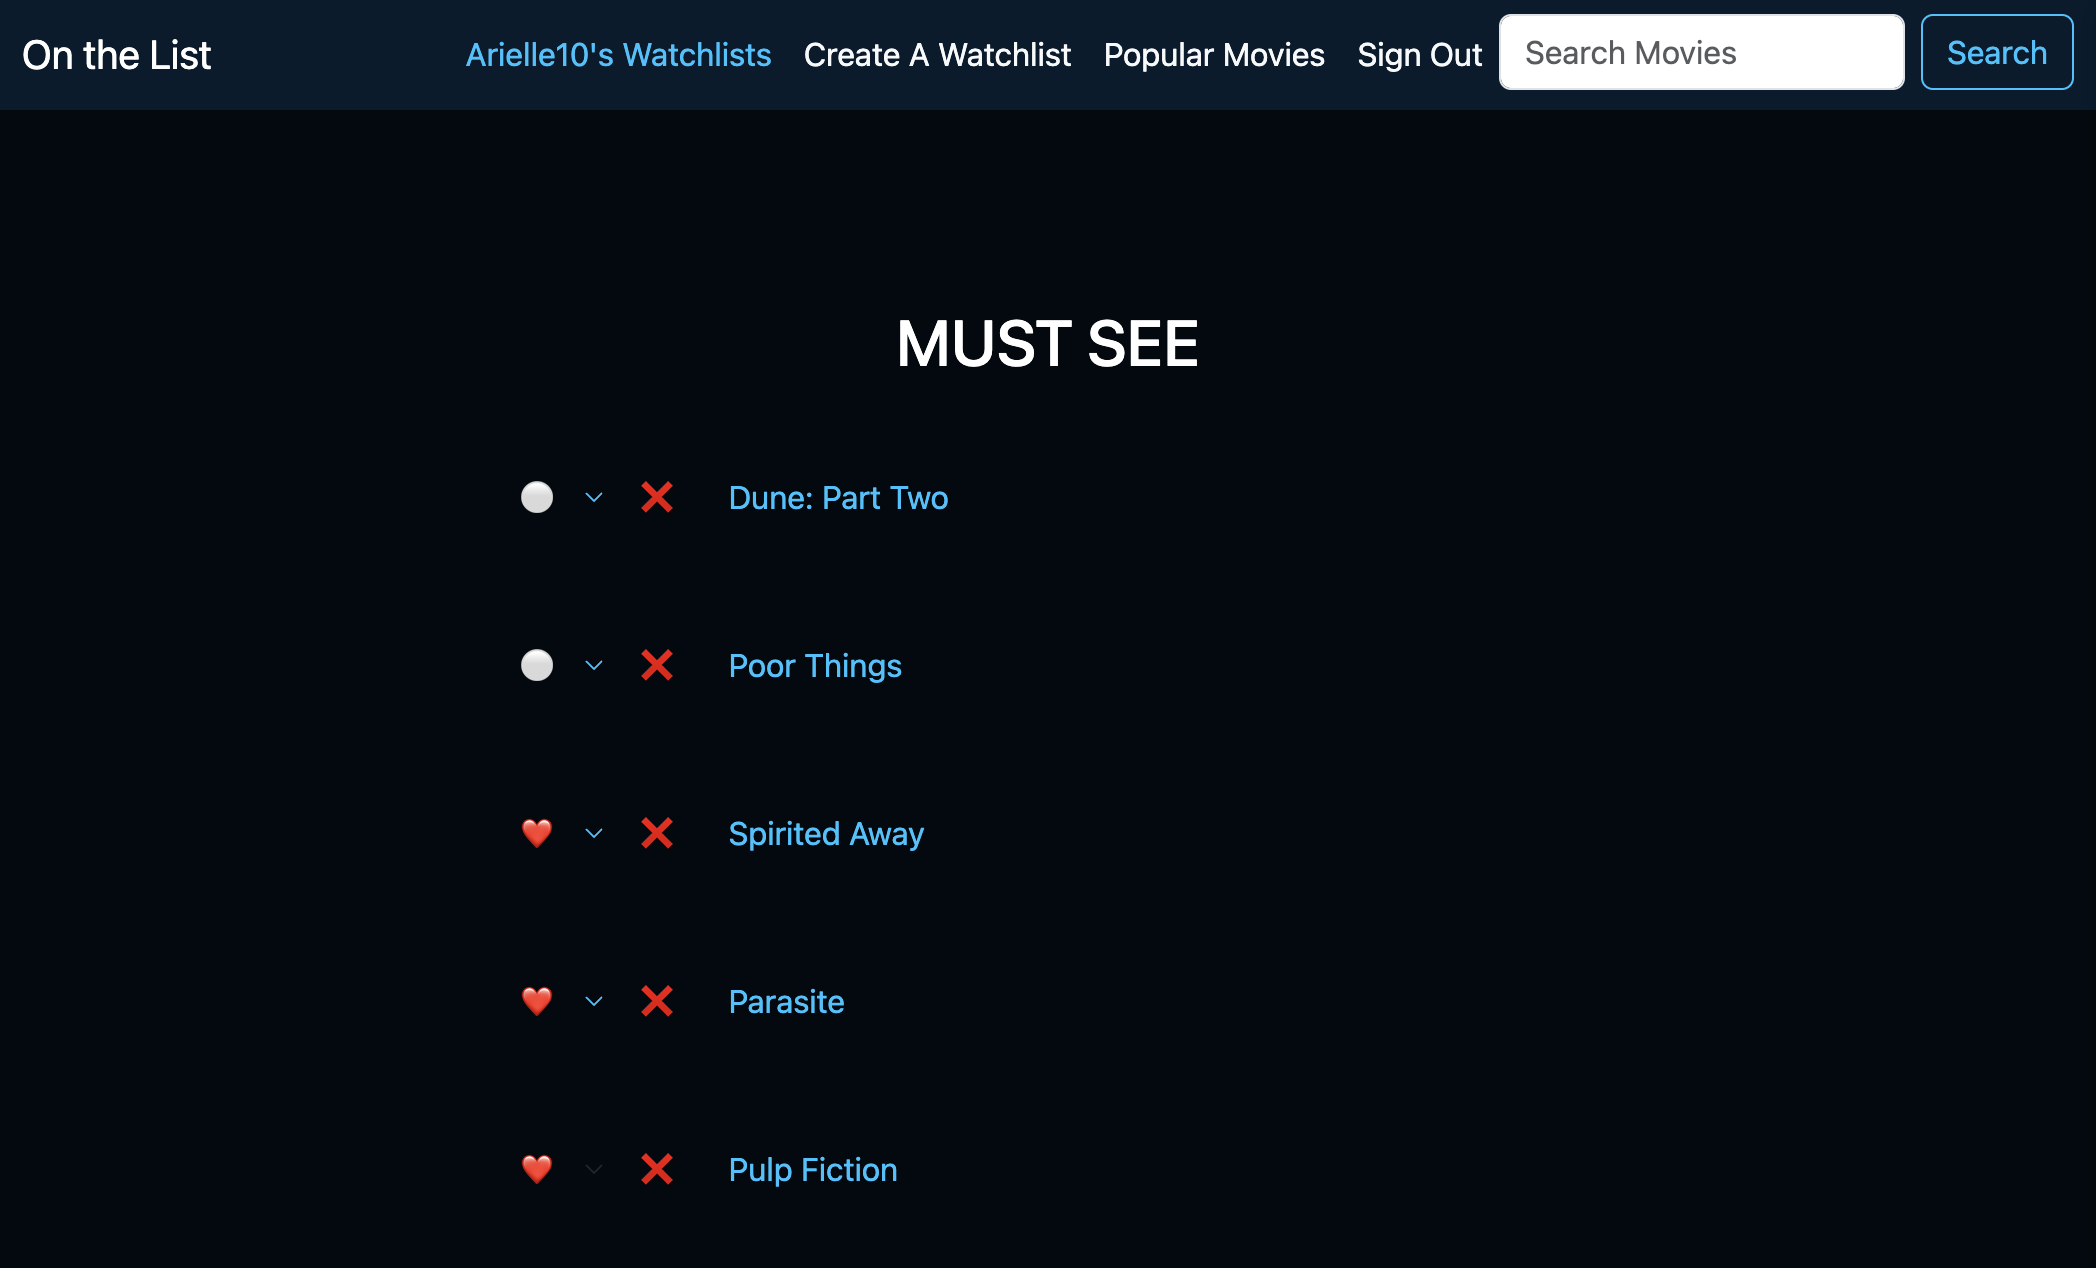 On the List
Arielle10's Watchlists
Create A Watchlist
Popular Movies
Sign Out
Search Movies
Search
MUST SEE
Dune: Part Two
Poor Things
Spirited Away
Parasite
Pulp Fiction